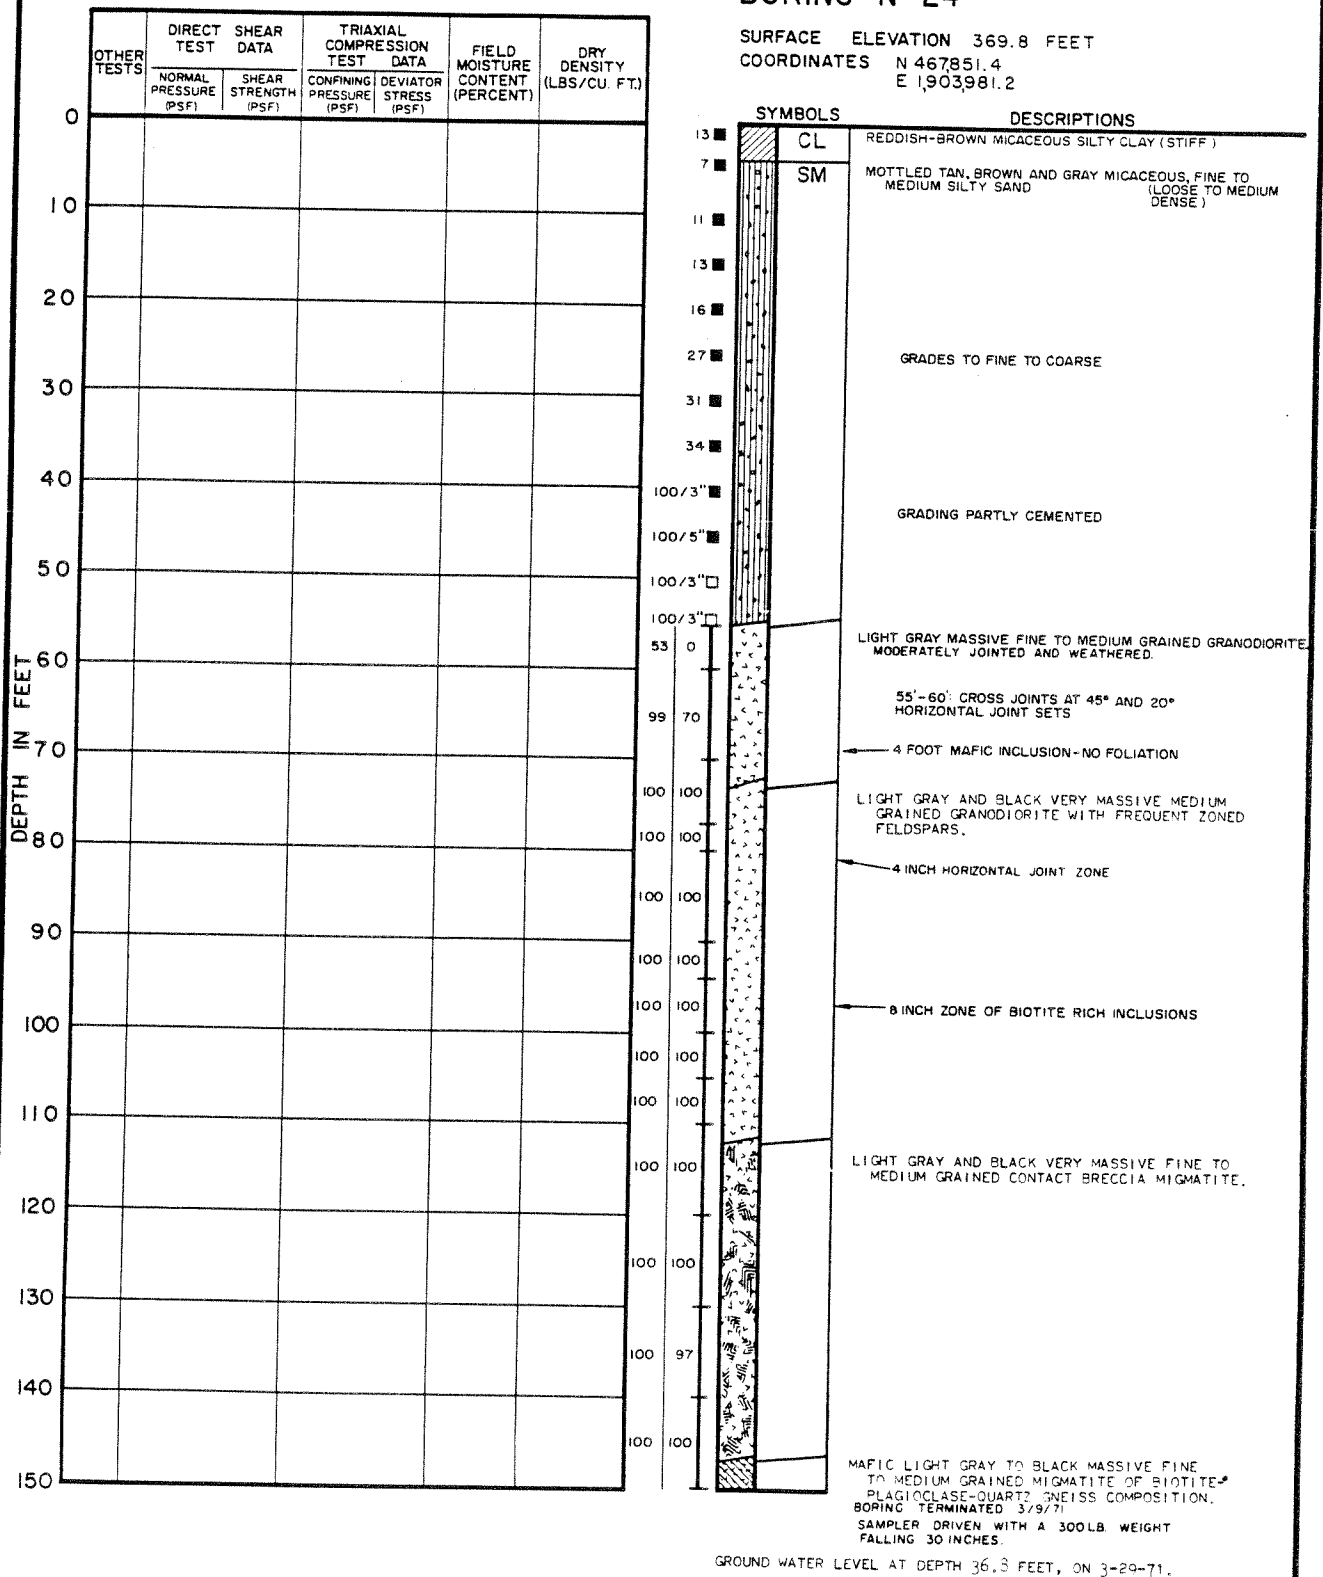 BORING N 24
SURFACE ELEVATION 369.8 FEET
COORDINATES N 467,851.4
E 1,903,981.2
OTHER TESTS
DIRECT SHEAR TEST DATA
NORMAL PRESSURE (PSF)
SHEAR STRENGTH (PSF)
TRIAXIAL COMPRESSION TEST DATA
CONFINING PRESSURE (PSF)
DEVIATOR STRESS (PSF)
FIELD MOISTURE CONTENT (PERCENT)
DRY DENSITY (LBS/CU. FT.)
SYMBOLS
DESCRIPTIONS
DEPTH IN FEET
0
10
20
30
40
50
60
70
80
90
100
110
120
130
140
150
13
7
11
13
16
27
31
34
100/3"
100/5"
100/3"
100/3"
53 0
99 70
100 100
100 100
100 100
100 100
100 100
100 100
100 100
100 100
100 100
100 97
100 100
CL
SM
REDDISH-BROWN MICACEOUS SILTY CLAY (STIFF)
MOTTLED TAN, BROWN AND GRAY MICACEOUS, FINE TO
MEDIUM SILTY SAND (LOOSE TO MEDIUM
DENSE)
GRADES TO FINE TO COARSE
GRADING PARTLY CEMENTED
LIGHT GRAY MASSIVE FINE TO MEDIUM GRAINED GRANODIORITE.
MODERATELY JOINTED AND WEATHERED.
55'-60': CROSS JOINTS AT 45° AND 20°
HORIZONTAL JOINT SETS
4 FOOT MAFIC INCLUSION-NO FOLIATION
LIGHT GRAY AND BLACK VERY MASSIVE MEDIUM
GRAINED GRANODIORITE WITH FREQUENT ZONED
FELDSPARS.
4 INCH HORIZONTAL JOINT ZONE
8 INCH ZONE OF BIOTITE RICH INCLUSIONS
LIGHT GRAY AND BLACK VERY MASSIVE FINE TO
MEDIUM GRAINED CONTACT BRECCIA MIGMATITE.
MAFIC LIGHT GRAY TO BLACK MASSIVE FINE
TO MEDIUM GRAINED MIGMATITE OF BIOTITE-
PLAGIOCLASE-QUARTZ GNEISS COMPOSITION.
BORING TERMINATED 3/9/71
SAMPLER DRIVEN WITH A 300 LB. WEIGHT
FALLING 30 INCHES.
GROUND WATER LEVEL AT DEPTH 36.3 FEET, ON 3-29-71.